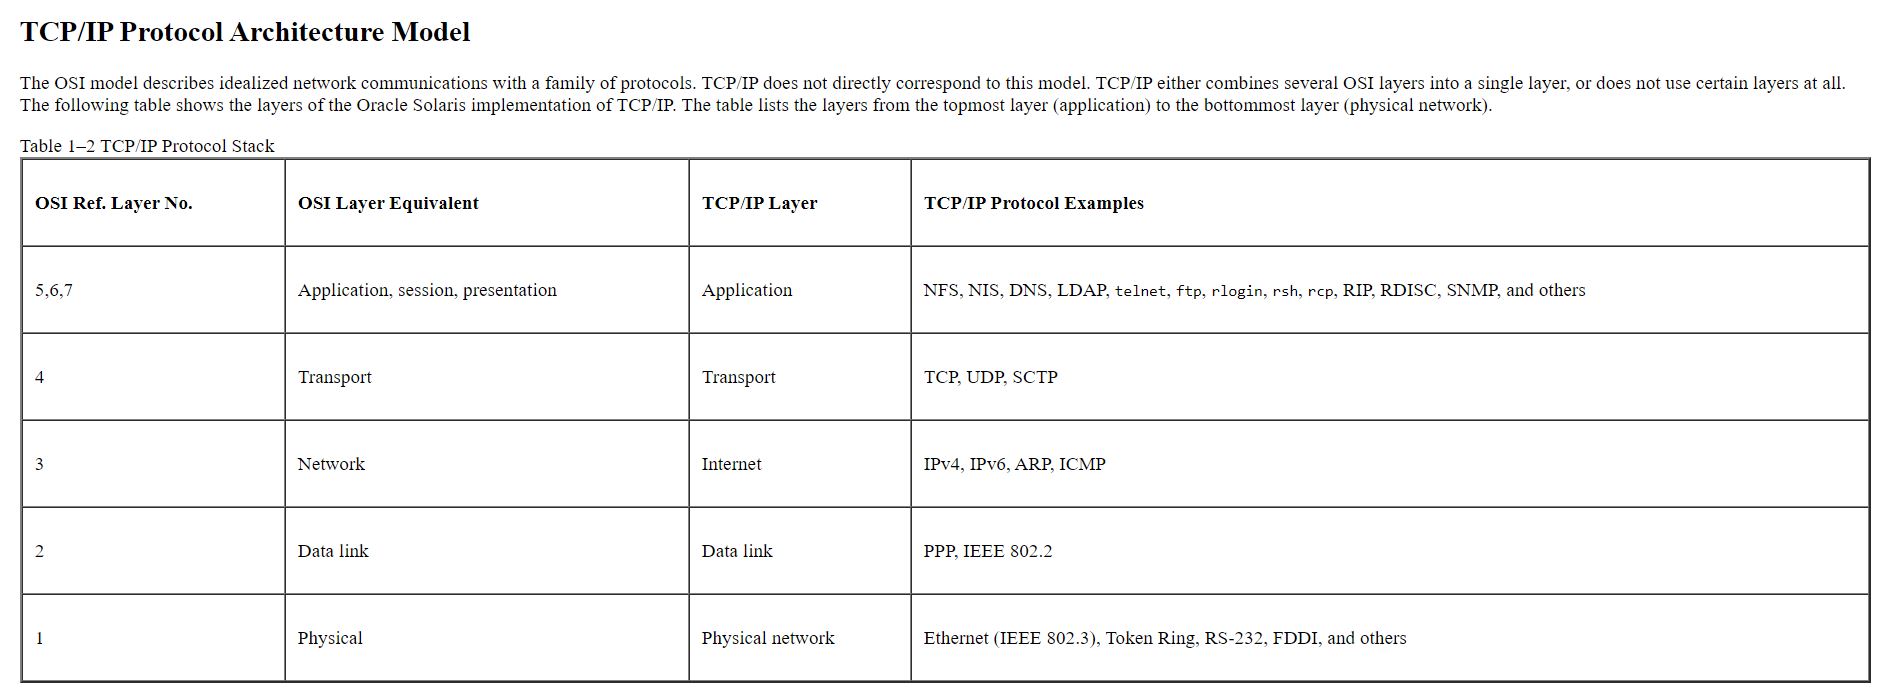 TCP/IP Protocol Architecture Model
The OSI model describes idealized network communications with a family of protocols. TCP/IP does not directly correspond to this model. TCP/IP either combines several OSI layers into a single layer, or does not use certain layers at all.
The following table shows the layers of the Oracle Solaris implementation of TCP/IP. The table lists the layers from the topmost layer (application) to the bottommost layer (physical network).
Table 1–2 TCP/IP Protocol Stack
OSI Ref. Layer No. OSI Layer Equivalent TCP/IP Layer TCP/IP Protocol Examples
5,6,7 Application, session, presentation Application NFS, NIS, DNS, LDAP, telnet, ftp, rlogin, rsh, rcp, RIP, RDISC, SNMP, and others
4 Transport Transport TCP, UDP, SCTP
3 Network Internet IPv4, IPv6, ARP, ICMP
2 Data link Data link PPP, IEEE 802.2
1 Physical Physical network Ethernet (IEEE 802.3), Token Ring, RS-232, FDDI, and others